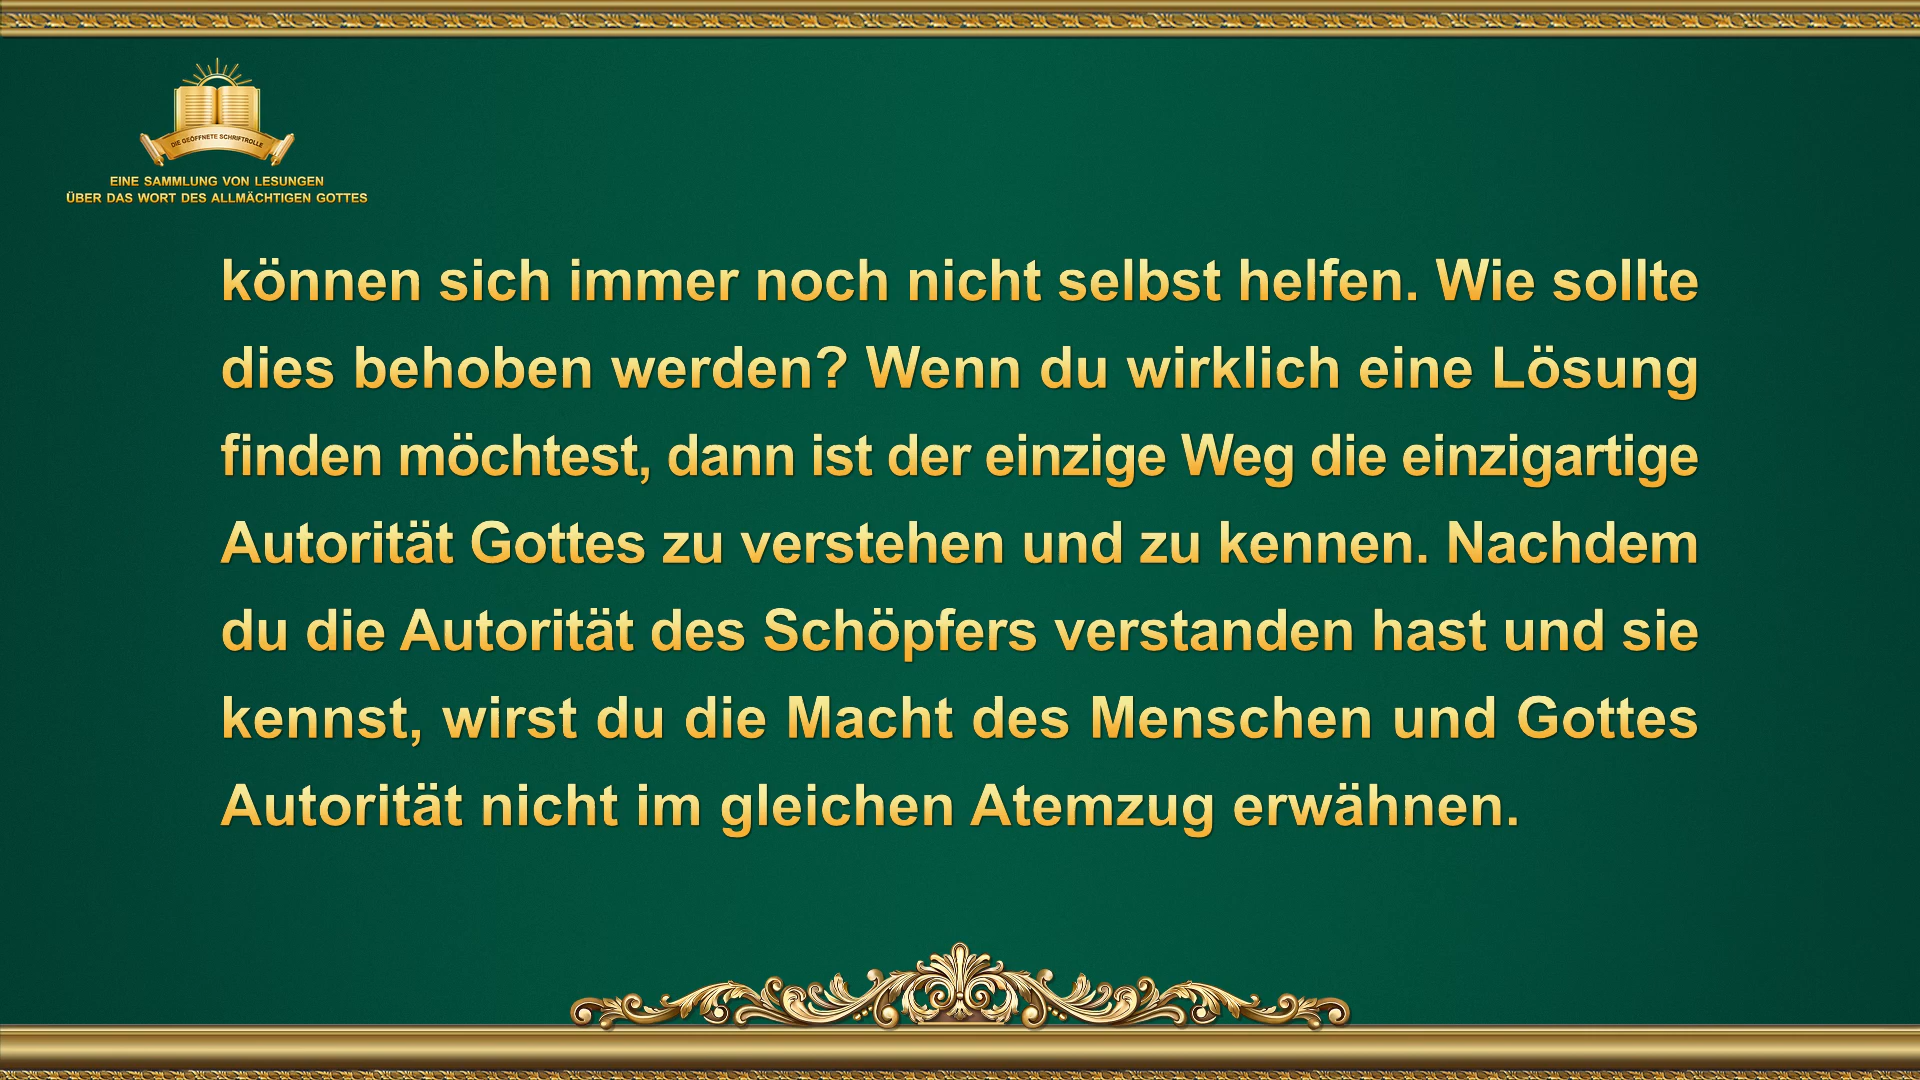 DIE GEÖFFNETE SCHRIFTROLLE
EINE SAMMLUNG VON LESUNGEN
ÜBER DAS WORT DES ALLMÄCHTIGEN GOTTES
können sich immer noch nicht selbst helfen. Wie sollte
dies behoben werden? Wenn du wirklich eine Lösung
finden möchtest, dann ist der einzige Weg die einzigartige
Autorität Gottes zu verstehen und zu kennen. Nachdem
du die Autorität des Schöpfers verstanden hast und sie
kennst, wirst du die Macht des Menschen und Gottes
Autorität nicht im gleichen Atemzug erwähnen.